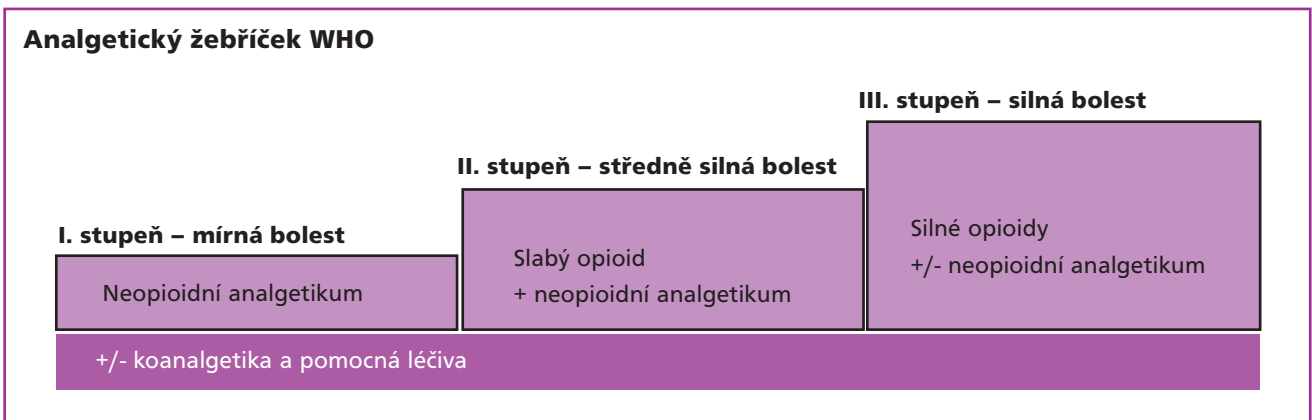 Analgetický žebříček WHO
III. stupeň – silná bolest
II. stupeň – středně silná bolest
I. stupeň – mírná bolest
Neopioidní analgetikum
Slabý opioid
+ neopioidní analgetikum
Silné opioidy
+/- neopioidní analgetikum
+/- koanalgetika a pomocná léčiva